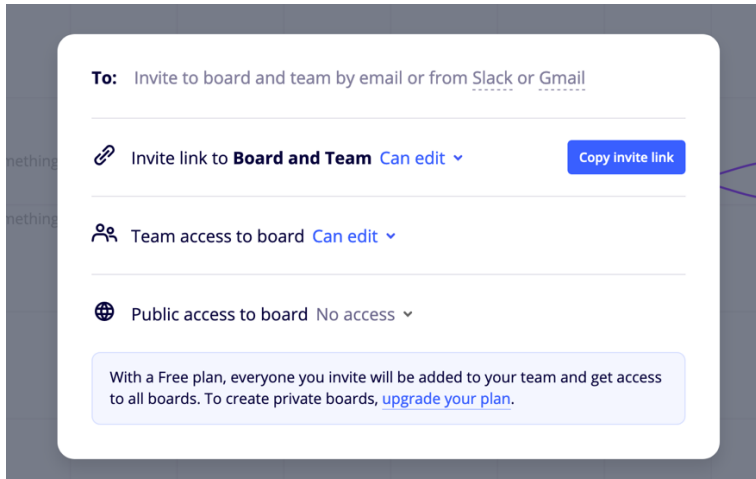 To: Invite to board and team by email or from Slack or Gmail
Invite link to Board and Team Can edit
Copy invite link
mething
Team access to board Can edit
mething
Public access to board No access
With a Free plan, everyone you invite will be added to your team and get access
to all boards. To create private boards, upgrade your plan.